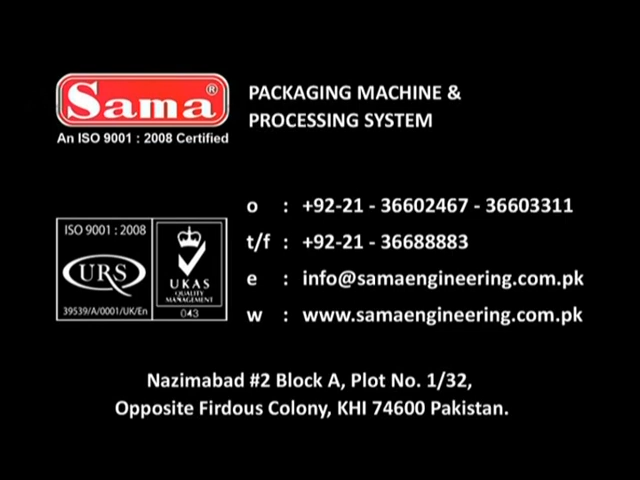 Sama®
An ISO 9001 : 2008 Certified
PACKAGING MACHINE &
PROCESSING SYSTEM
o : +92-21 - 36602467 - 36603311
t/f : +92-21 - 36688883
e : info@samaengineering.com.pk
w : www.samaengineering.com.pk
ISO 9001 : 2008
URS
39539/A/0001/UK/En
UKAS
QUALITY
MANAGEMENT
043
Nazimabad #2 Block A, Plot No. 1/32,
Opposite Firdous Colony, KHI 74600 Pakistan.